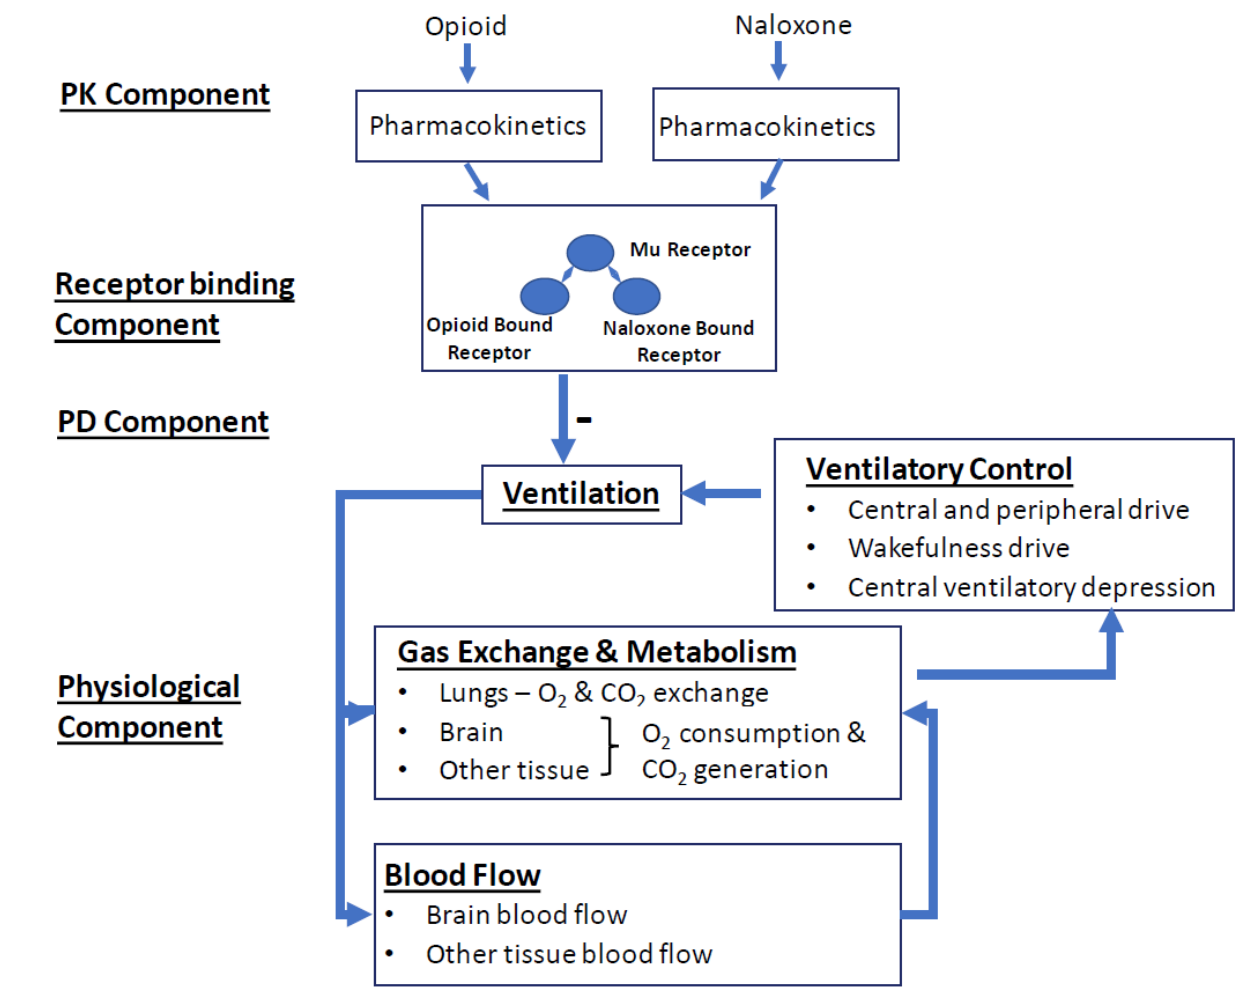 Opioid
Naloxone
PK Component
Pharmacokinetics
Pharmacokinetics
Mu Receptor
Receptor binding
Component
Opioid Bound
Receptor
Naloxone Bound
Receptor
PD Component
-
Ventilation
Ventilatory Control
• Central and peripheral drive
• Wakefulness drive
• Central ventilatory depression
Physiological
Component
Gas Exchange & Metabolism
• Lungs – O₂ & CO₂ exchange
• Brain
• Other tissue
O₂ consumption &
CO₂ generation
Blood Flow
• Brain blood flow
• Other tissue blood flow